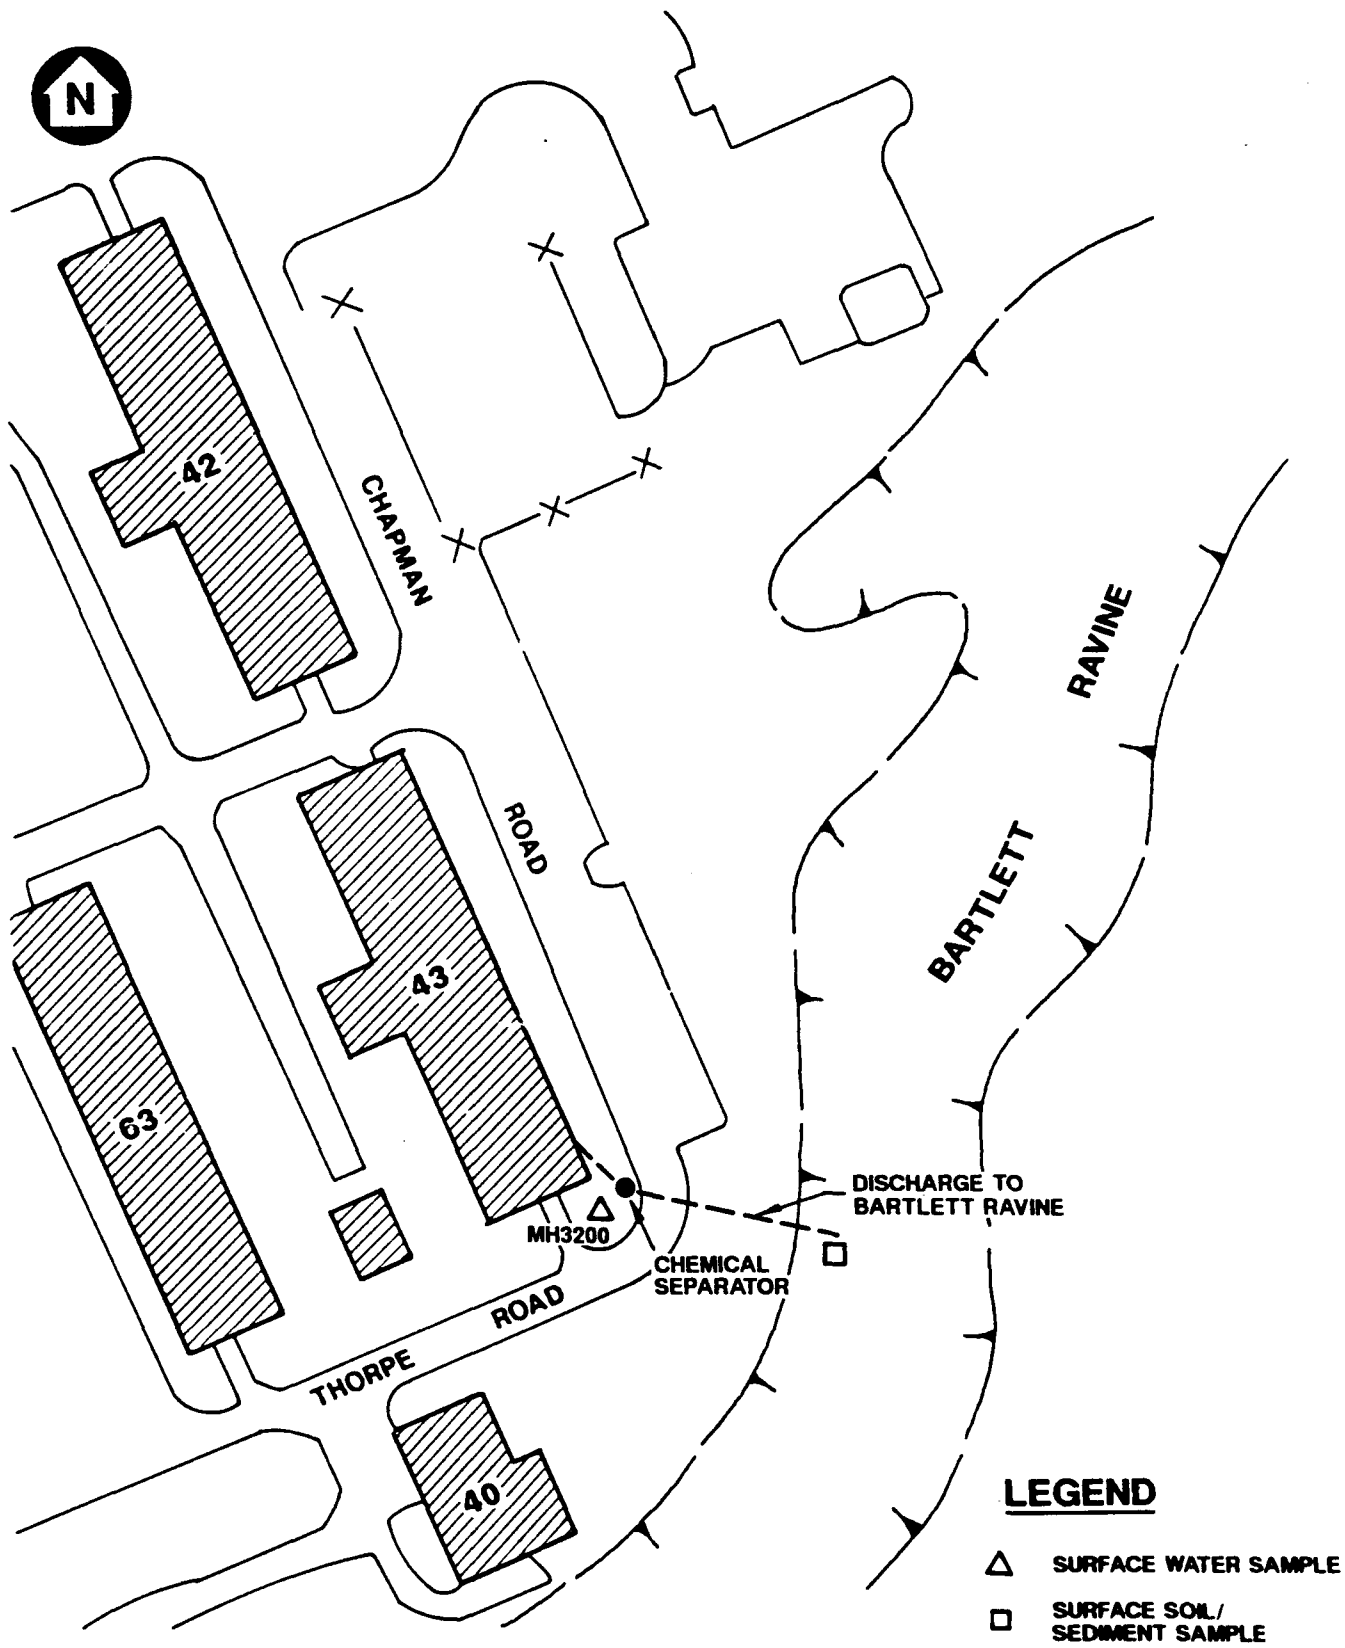 N
42
CHAPMAN
RAVINE
ROAD
BARTLETT
43
63
DISCHARGE TO
BARTLETT RAVINE
MH3200
CHEMICAL
SEPARATOR
ROAD
THORPE
40
LEGEND
SURFACE WATER SAMPLE
SURFACE SOIL/
SEDIMENT SAMPLE